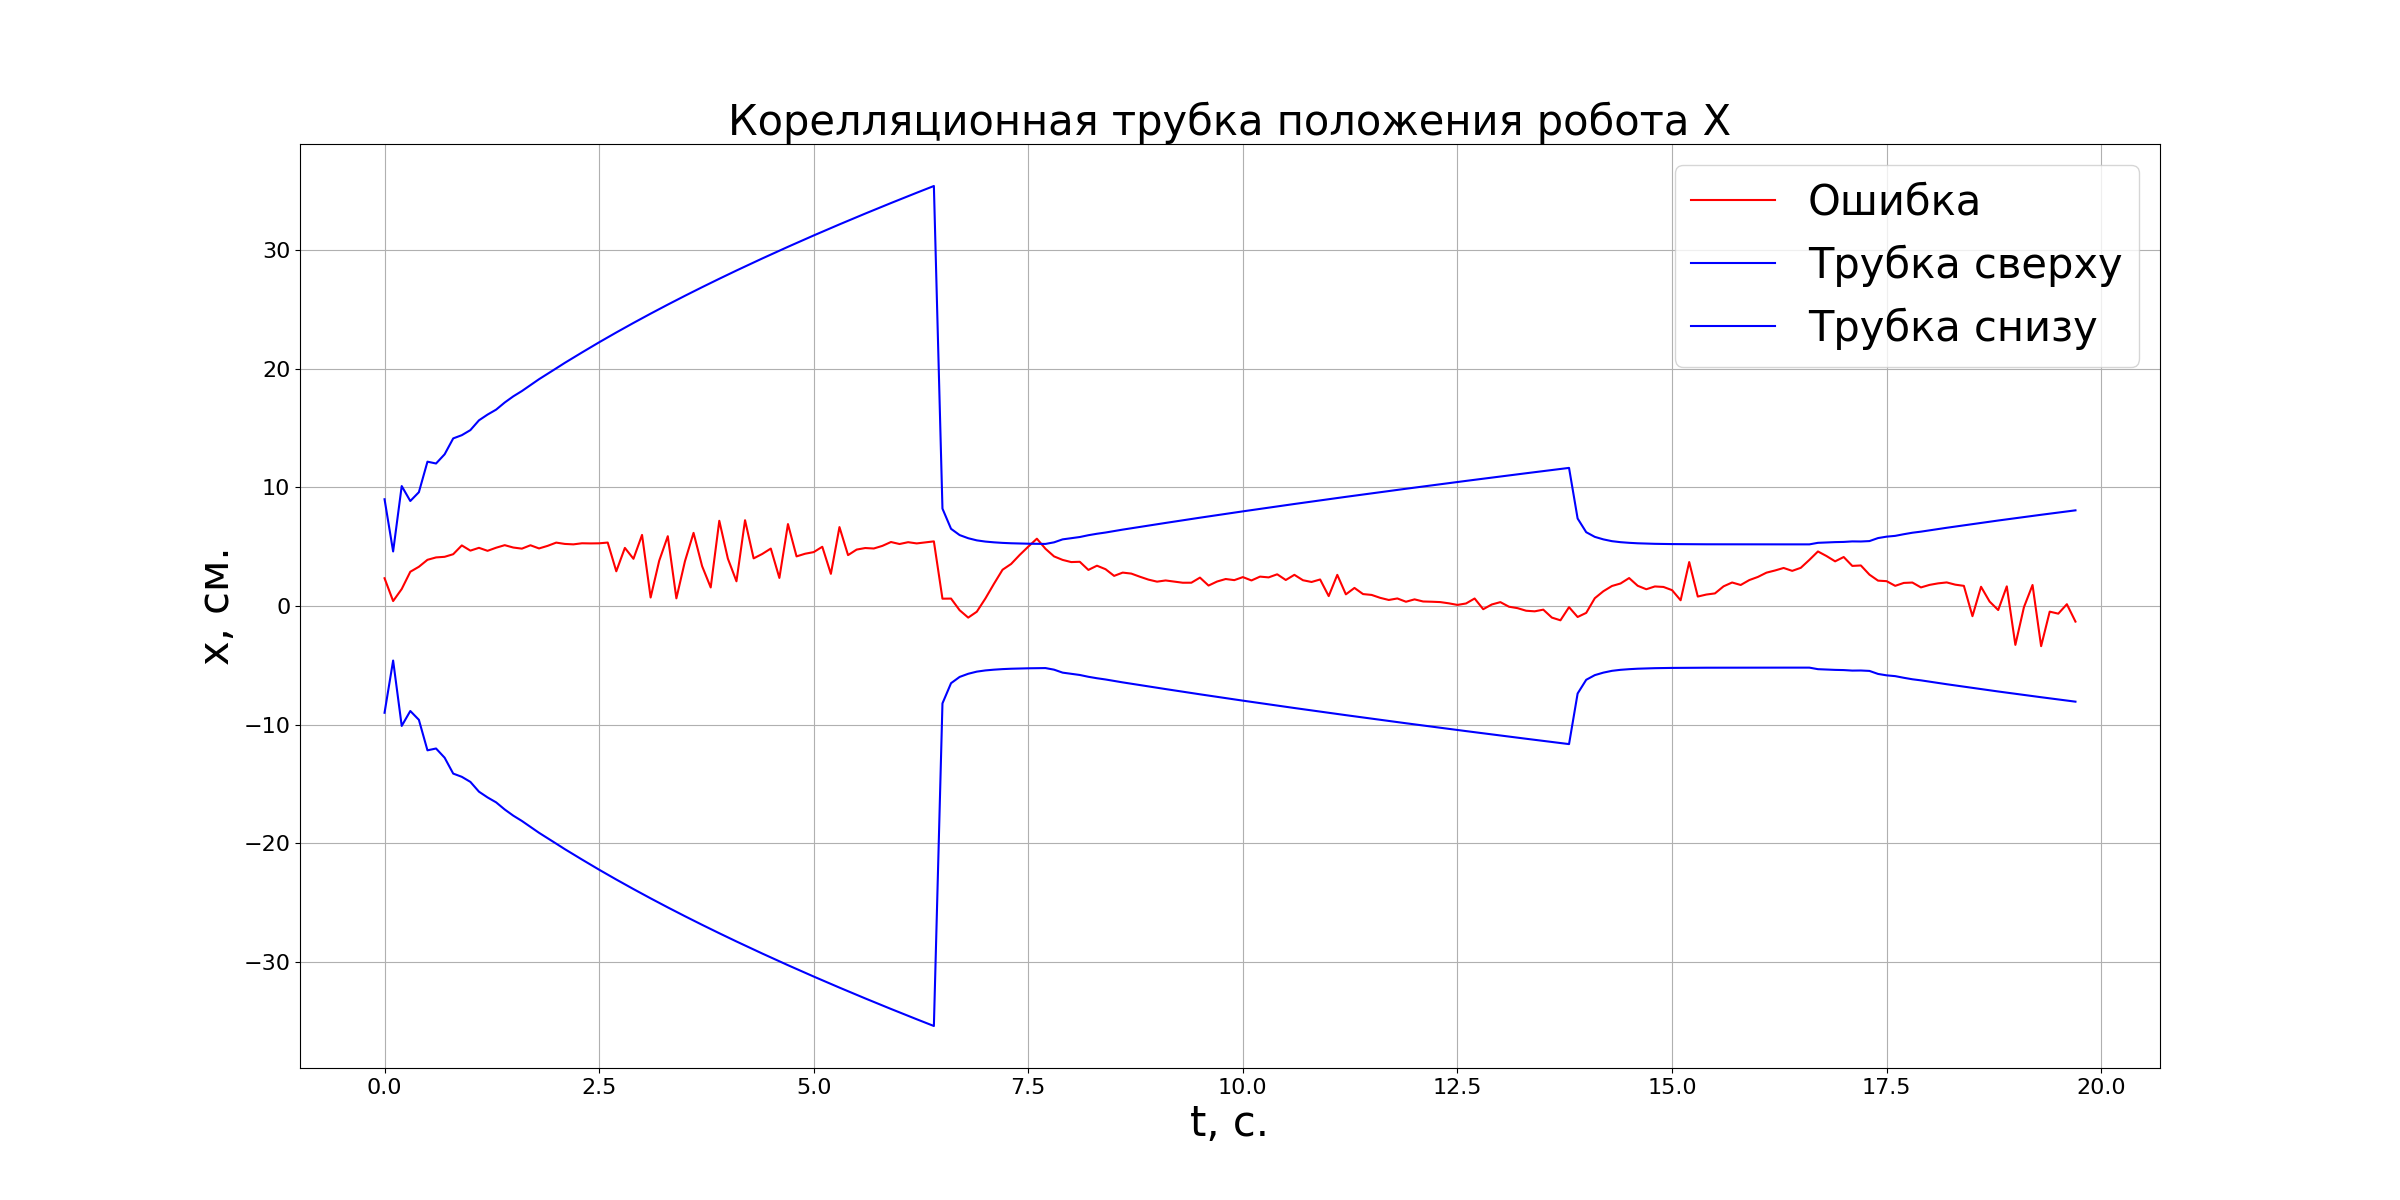 Корелляционная трубка положения робота X
Ошибка
Трубка сверху
Трубка снизу
x, см.
30
20
10
0
−10
−20
−30
0.0 2.5 5.0 7.5 10.0 12.5 15.0 17.5 20.0
t, с.